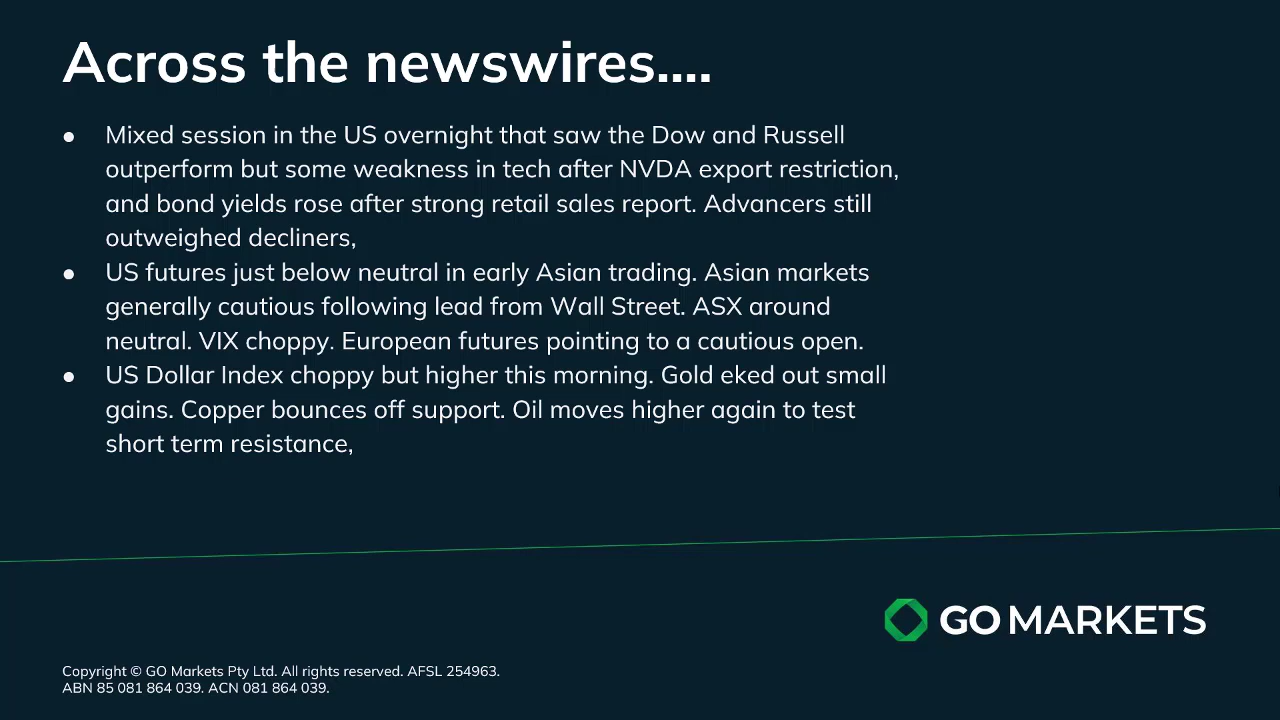 Across the newswires....
● Mixed session in the US overnight that saw the Dow and Russell
outperform but some weakness in tech after NVDA export restriction,
and bond yields rose after strong retail sales report. Advancers still
outweighed decliners,
● US futures just below neutral in early Asian trading. Asian markets
generally cautious following lead from Wall Street. ASX around
neutral. VIX choppy. European futures pointing to a cautious open.
● US Dollar Index choppy but higher this morning. Gold eked out small
gains. Copper bounces off support. Oil moves higher again to test
short term resistance,
GO MARKETS
Copyright © GO Markets Pty Ltd. All rights reserved. AFSL 254963.
ABN 85 081 864 039. ACN 081 864 039.